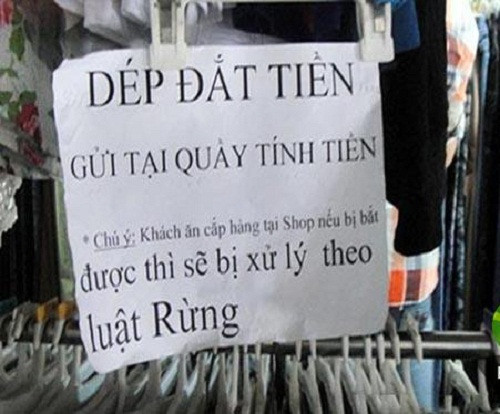 DÉP ĐẮT TIỀN
GỬI TẠI QUẦY TÍNH TIỀN
* Chú ý: Khách ăn cắp hàng tại Shop nếu bị bắt
được thì sẽ bị xử lý theo
luật Rừng